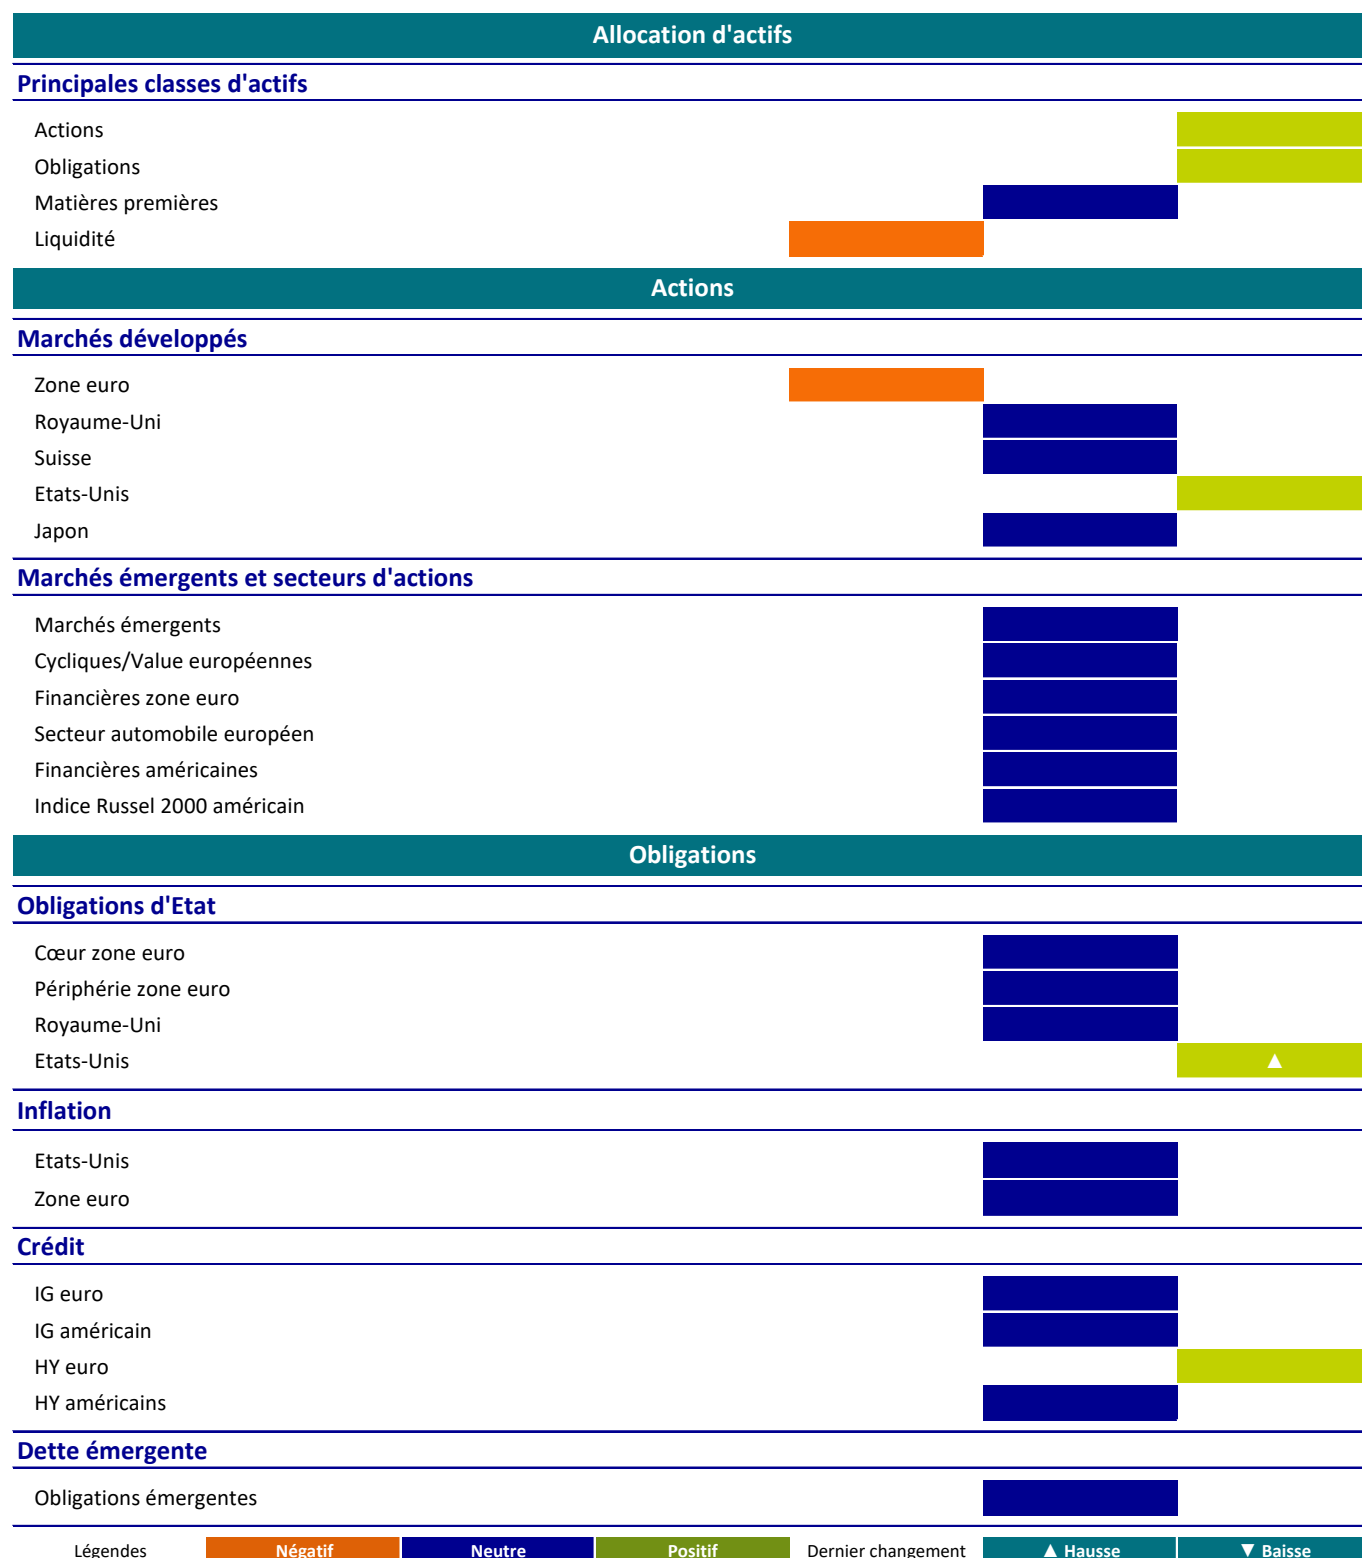 Allocation d'actifs
Principales classes d'actifs
Actions
Obligations
Matières premières
Liquidité
Actions
Marchés développés
Zone euro
Royaume-Uni
Suisse
Etats-Unis
Japon
Marchés émergents et secteurs d'actions
Marchés émergents
Cycliques/Value européennes
Financières zone euro
Secteur automobile européen
Financières américaines
Indice Russel 2000 américain
Obligations
Obligations d'Etat
Cœur zone euro
Périphérie zone euro
Royaume-Uni
Etats-Unis ▲
Inflation
Etats-Unis
Zone euro
Crédit
IG euro
IG américain
HY euro
HY américains
Dette émergente
Obligations émergentes
Légendes Négatif Neutre Positif Dernier changement ▲ Hausse ▼ Baisse